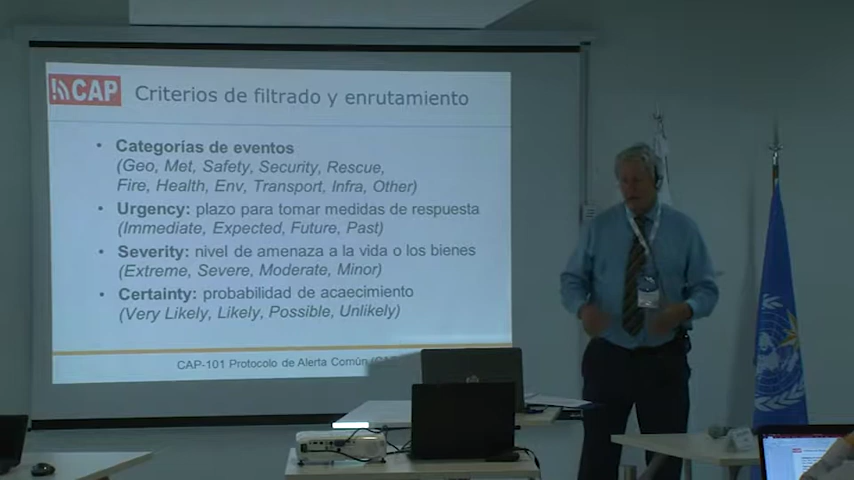 CAP
Criterios de filtrado y enrutamiento
• Categorías de eventos
(Geo, Met, Safety, Security, Rescue,
Fire, Health, Env, Transport, Infra, Other)
• Urgency: plazo para tomar medidas de respuesta
(Immediate, Expected, Future, Past)
• Severity: nivel de amenaza a la vida o los bienes
(Extreme, Severe, Moderate, Minor)
• Certainty: probabilidad de acaecimiento
(Very Likely, Likely, Possible, Unlikely)
CAP-101 Protocolo de Alerta Común